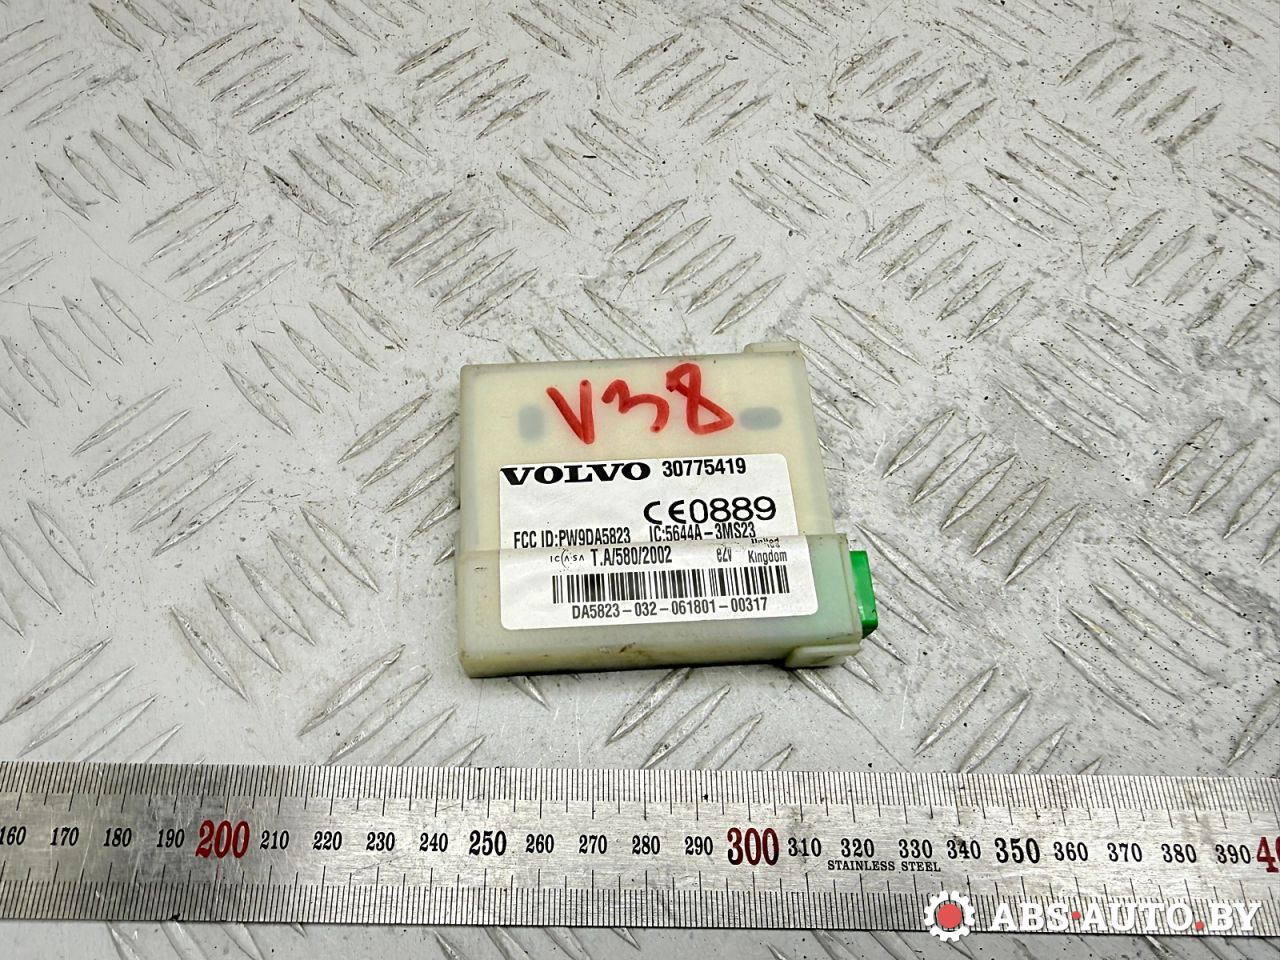 V38
VOLVO 30775419
CE0889
FCC ID:PW9DA5823 IC:5644A-3MS23
ICASA T.A/580/2002 United
Kingdom
DA5823-032-061801-00317
160 170 180 190 200 210 220 230 240 250 260 270 280 290 300 310 320 330 340 350 360 370 380 390
STAINLESS STEEL
ABS-AUTO.BY